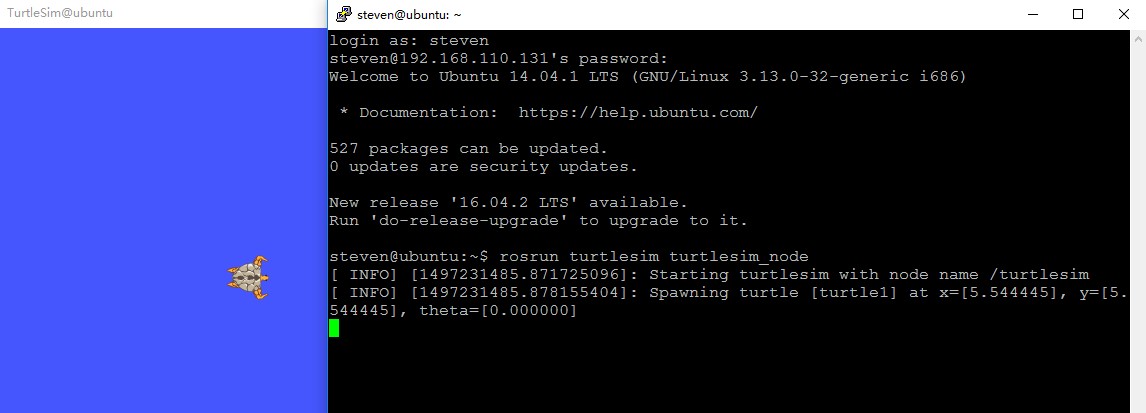 TurtleSim@ubuntu
steven@ubuntu: ~
login as: steven
steven@192.168.110.131's password:
Welcome to Ubuntu 14.04.1 LTS (GNU/Linux 3.13.0-32-generic i686)
* Documentation:  https://help.ubuntu.com/
527 packages can be updated.
0 updates are security updates.
New release '16.04.2 LTS' available.
Run 'do-release-upgrade' to upgrade to it.
steven@ubuntu:~$ rosrun turtlesim turtlesim_node
[ INFO] [1497231485.871725096]: Starting turtlesim with node name /turtlesim
[ INFO] [1497231485.878155404]: Spawning turtle [turtle1] at x=[5.544445], y=[5.
544445], theta=[0.000000]